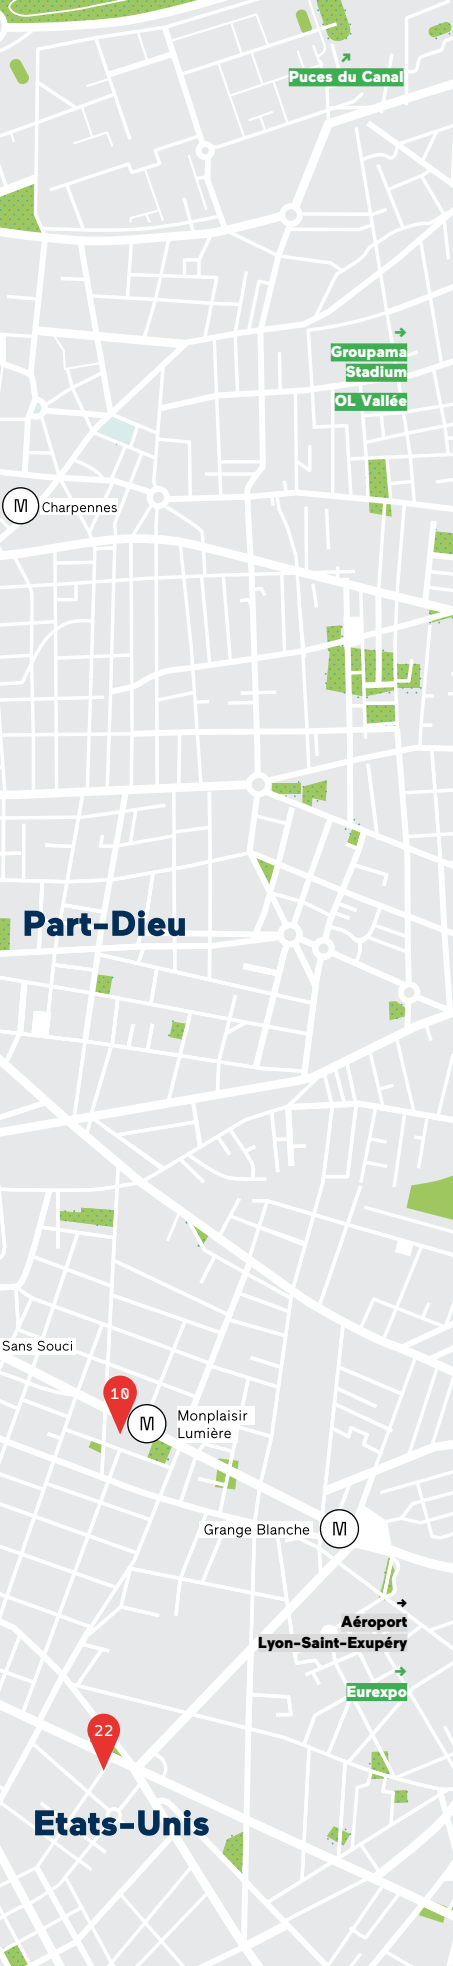 Puces du Canal
Groupama
Stadium
OL Vallée
M Charpennes
Part-Dieu
Sans Souci
10
M
Monplaisir
Lumière
Grange Blanche M
Aéroport
Lyon-Saint-Exupéry
Eurexpo
22
Etats-Unis